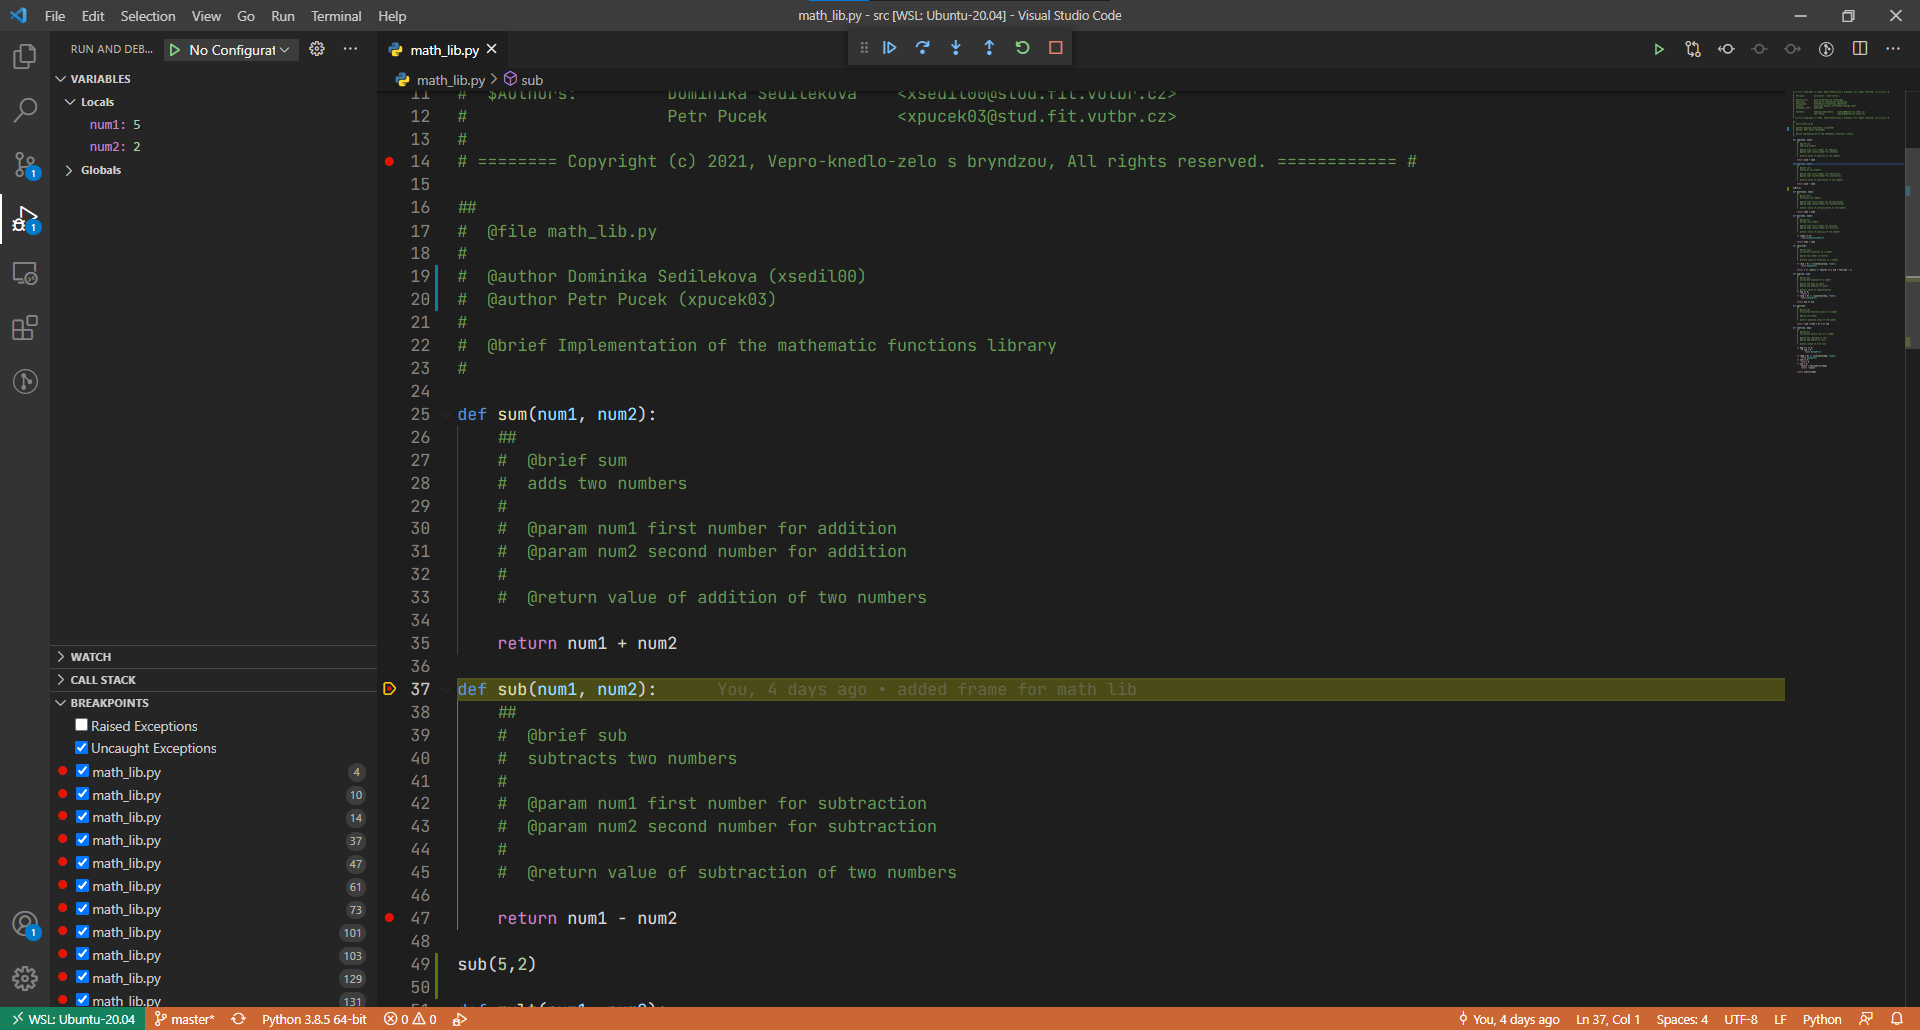 File Edit Selection View Go Run Terminal Help
math_lib.py - src [WSL: Ubuntu-20.04] - Visual Studio Code
RUN AND DEB... No Configurat
math_lib.py
math_lib.py > sub
VARIABLES
Locals
num1: 5
num2: 2
Globals
WATCH
CALL STACK
BREAKPOINTS
Raised Exceptions
Uncaught Exceptions
math_lib.py 4
math_lib.py 10
math_lib.py 14
math_lib.py 37
math_lib.py 47
math_lib.py 61
math_lib.py 73
math_lib.py 101
math_lib.py 103
math_lib.py 129
math_lib.py 131
1
1
1
11 # $Authors: Dominika Sedilekova <xsedil00@stud.fit.vutbr.cz>
12 # Petr Pucek <xpucek03@stud.fit.vutbr.cz>
13 #
14 # ======== Copyright (c) 2021, Vepro-knedlo-zelo s bryndzou, All rights reserved. ============ #
15
16 ##
17 # @file math_lib.py
18 #
19 # @author Dominika Sedilekova (xsedil00)
20 # @author Petr Pucek (xpucek03)
21 #
22 # @brief Implementation of the mathematic functions library
23 #
24
25 def sum(num1, num2):
26 ##
27 # @brief sum
28 # adds two numbers
29 #
30 # @param num1 first number for addition
31 # @param num2 second number for addition
32 #
33 # @return value of addition of two numbers
34
35 return num1 + num2
36
37 def sub(num1, num2): You, 4 days ago • added frame for math lib
38 ##
39 # @brief sub
40 # subtracts two numbers
41 #
42 # @param num1 first number for subtraction
43 # @param num2 second number for subtraction
44 #
45 # @return value of subtraction of two numbers
46
47 return num1 - num2
48
49 sub(5,2)
50
51 def mult(num1, num2):
WSL: Ubuntu-20.04 master* Python 3.8.5 64-bit 0 0 You, 4 days ago Ln 37, Col 1 Spaces: 4 UTF-8 LF Python